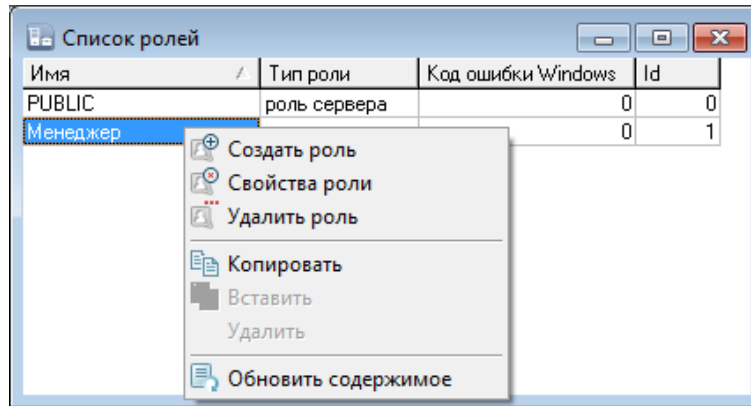 Список ролей
Имя Тип роли Код ошибки Windows Id
PUBLIC роль сервера 0 0
Менеджер 0 1
Создать роль
Свойства роли
Удалить роль
Копировать
Вставить
Удалить
Обновить содержимое